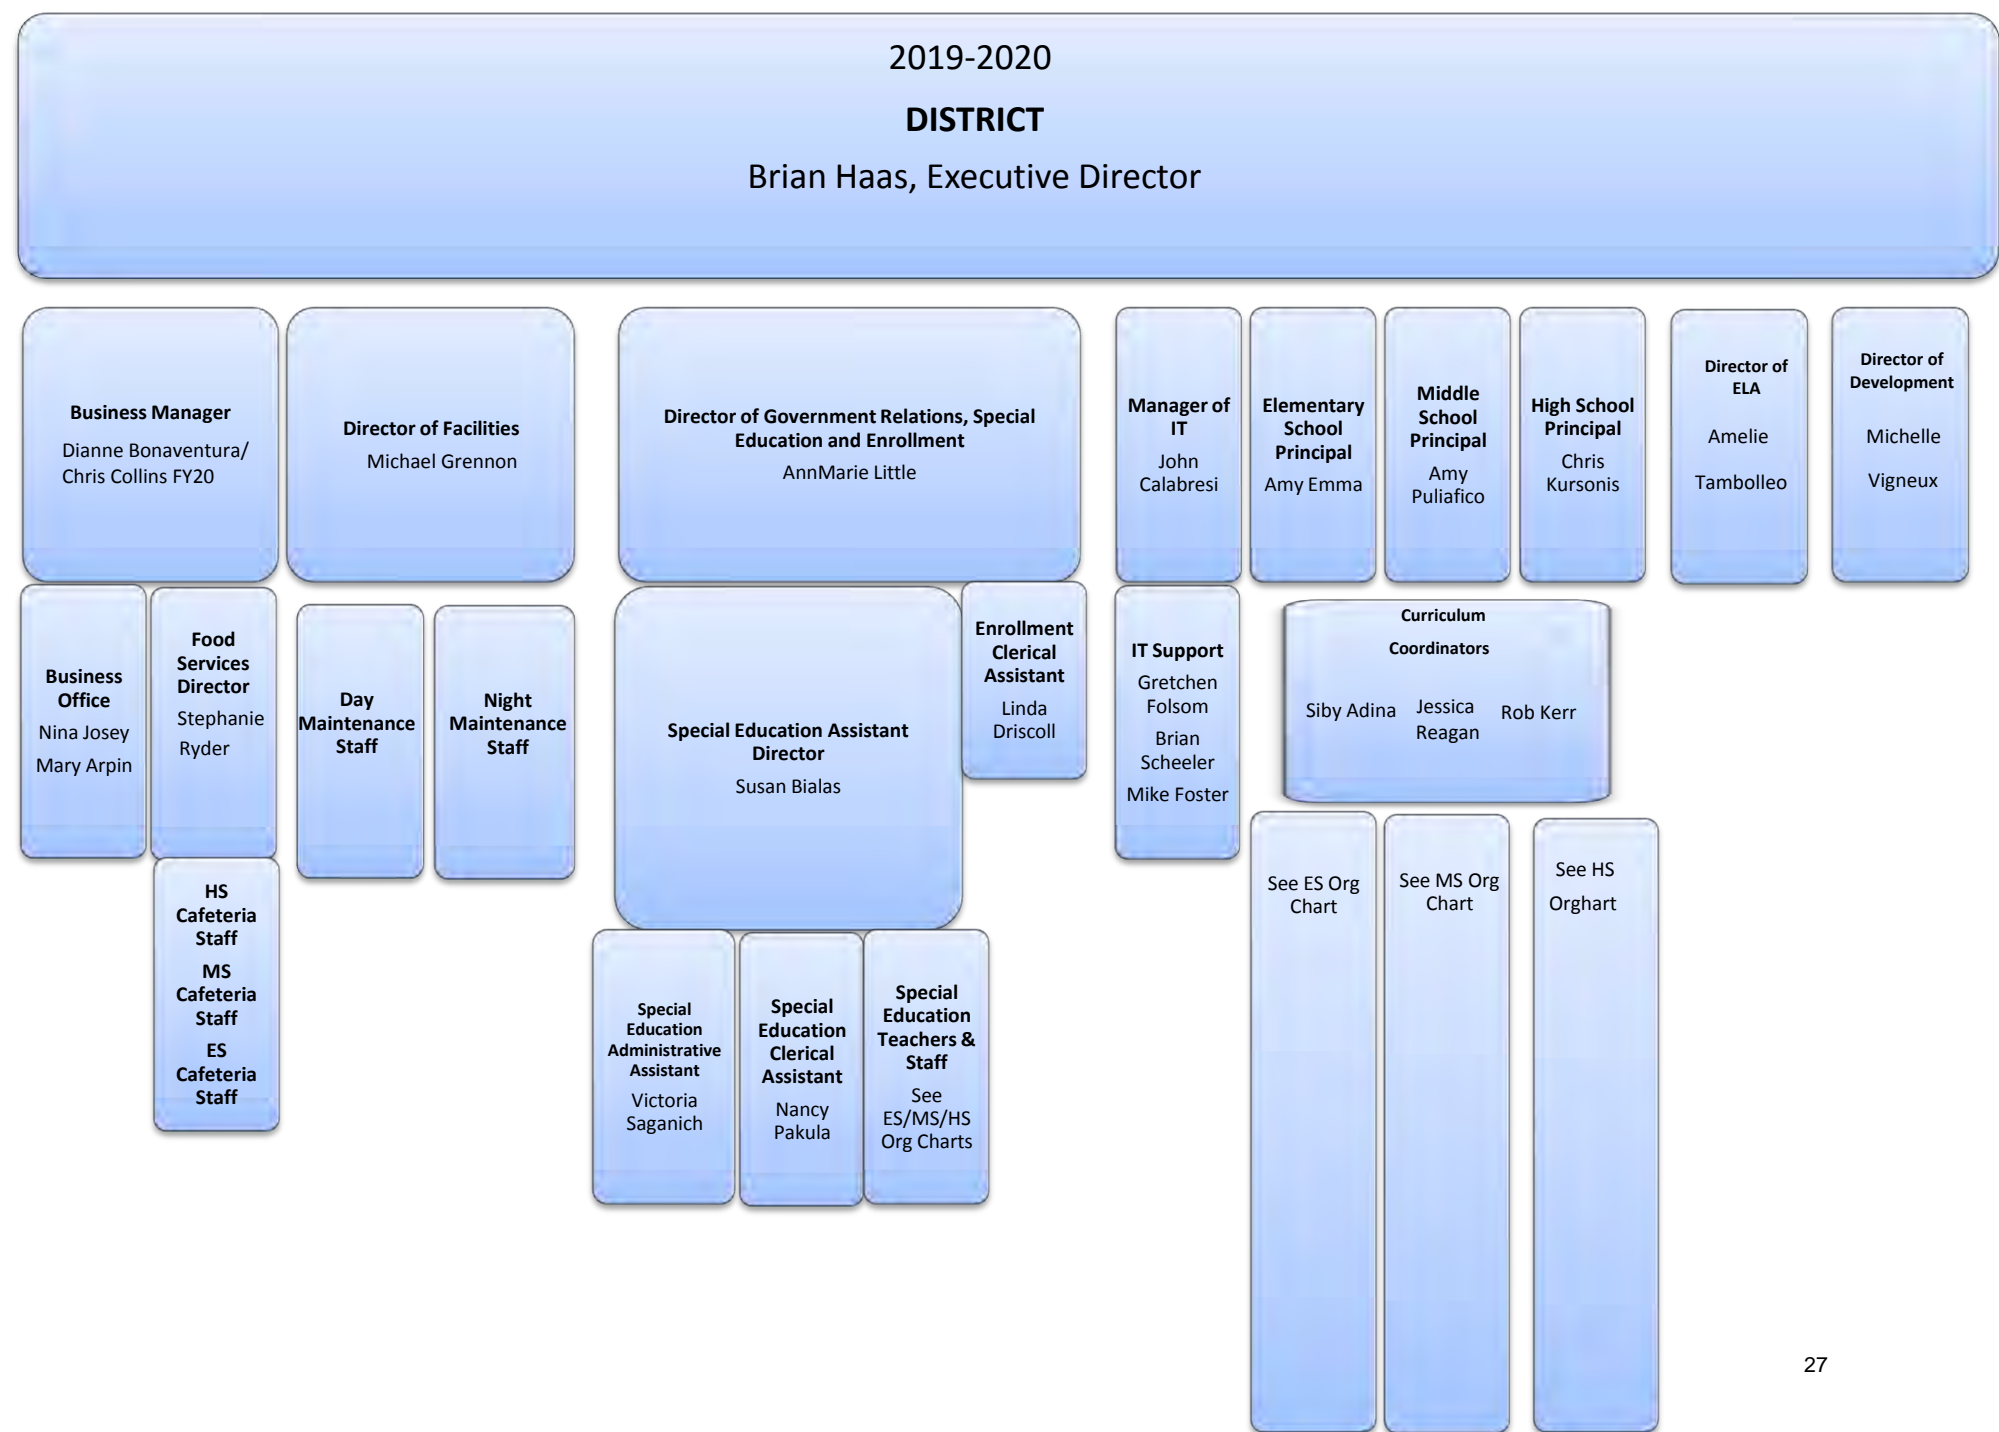 2019-2020
DISTRICT
Brian Haas, Executive Director
Business Manager
Dianne Bonaventura/
Chris Collins FY20
Director of Facilities
Michael Grennon
Director of Government Relations, Special
Education and Enrollment
AnnMarie Little
Manager of
IT
John
Calabresi
Elementary
School
Principal
Amy Emma
Middle
School
Principal
Amy
Puliafico
High School
Principal
Chris
Kursonis
Director of
ELA
Amelie
Tambolleo
Director of
Development
Michelle
Vigneux
Business
Office
Nina Josey
Mary Arpin
Food
Services
Director
Stephanie
Ryder
Day
Maintenance
Staff
Night
Maintenance
Staff
Special Education Assistant
Director
Susan Bialas
Enrollment
Clerical
Assistant
Linda
Driscoll
IT Support
Gretchen
Folsom
Brian
Scheeler
Mike Foster
Curriculum
Coordinators
Siby Adina
Jessica
Reagan
Rob Kerr
HS
Cafeteria
Staff
MS
Cafeteria
Staff
ES
Cafeteria
Staff
Special
Education
Administrative
Assistant
Victoria
Saganich
Special
Education
Clerical
Assistant
Nancy
Pakula
Special
Education
Teachers &
Staff
See
ES/MS/HS
Org Charts
See ES Org
Chart
See MS Org
Chart
See HS
Orghart
27